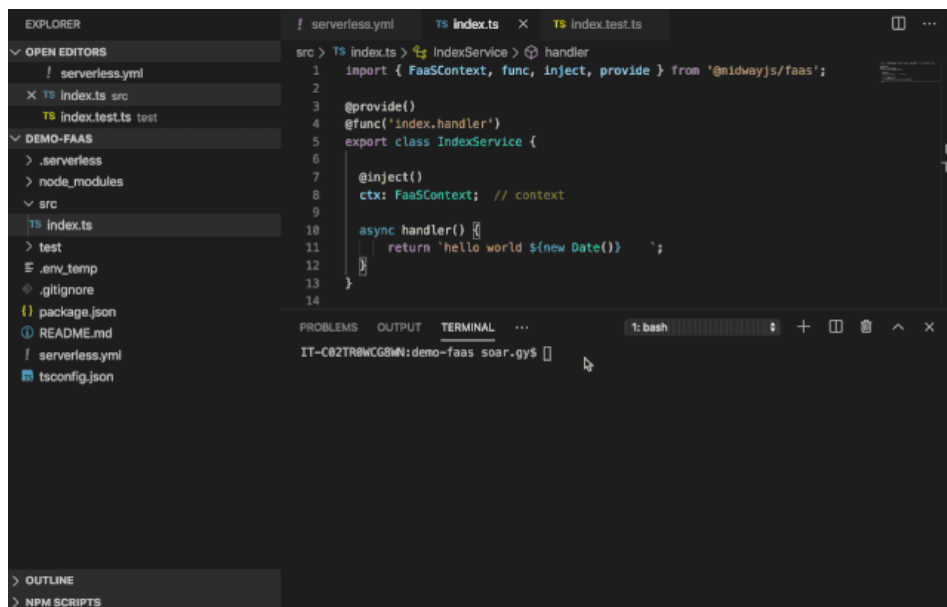 EXPLORER
OPEN EDITORS
! serverless.yml
TS index.ts src
TS index.test.ts test
DEMO-FAAS
.serverless
node_modules
src
TS index.ts
test
.env_temp
.gitignore
{} package.json
README.md
! serverless.yml
TS tsconfig.json
OUTLINE
NPM SCRIPTS
! serverless.yml
TS index.ts
TS index.test.ts
src > TS index.ts > IndexService > handler
1 import { FaaSContext, func, inject, provide } from '@midwayjs/faas';
2
3 @provide()
4 @func('index.handler')
5 export class IndexService {
6
7 @inject()
8 ctx: FaaSContext; // context
9
10 async handler() {
11 return `hello world ${new Date()} `;
12 }
13 }
14
PROBLEMS OUTPUT TERMINAL ··· 1: bash
IT-C02TR0WCG8WN:demo-faas soar.gy$